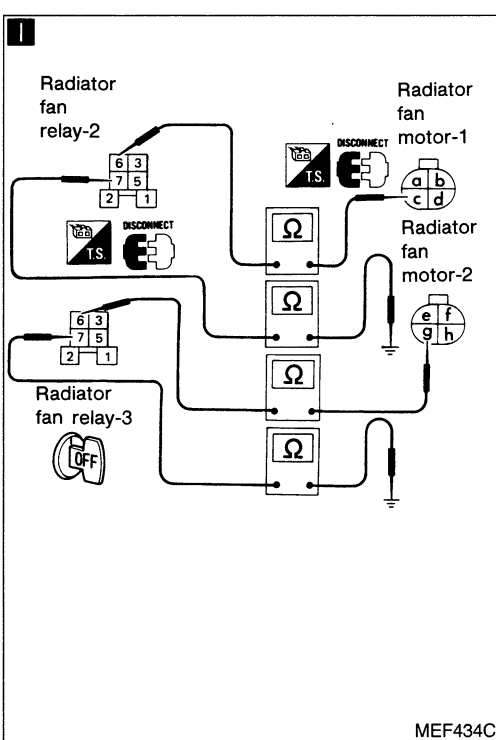 I
Radiator
fan
relay-2
Radiator
fan
motor-1
DISCONNECT
T.S.
6 3
7 5
2 1
a b
c d
DISCONNECT
T.S.
Ω
Radiator
fan
motor-2
Ω
e f
g h
6 3
7 5
2 1
Ω
Radiator
fan relay-3
OFF
Ω
MEF434C